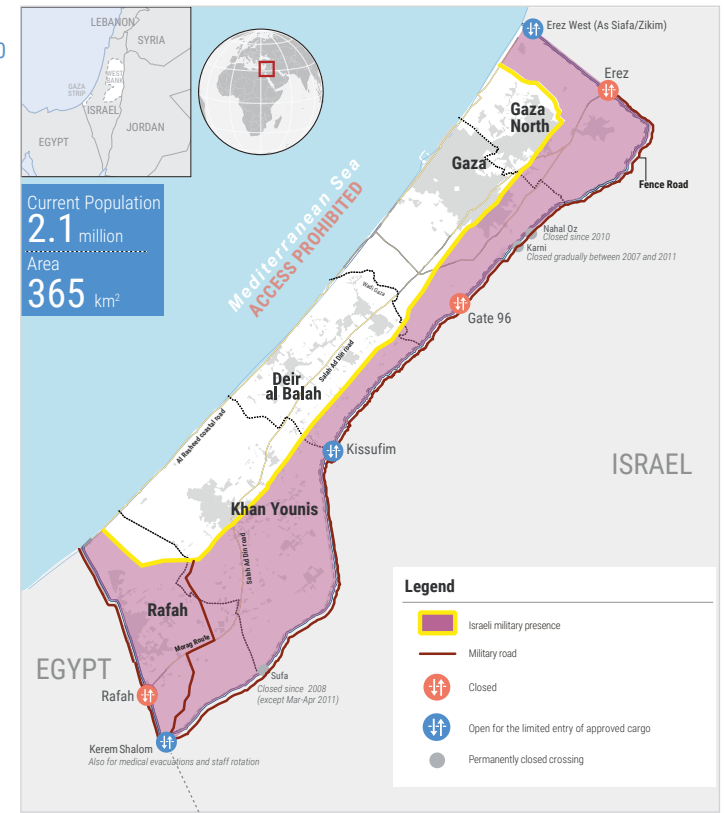 0
LEBANON
SYRIA
WEST
BANK
GAZA
STRIP
ISRAEL
JORDAN
EGYPT
Current Population
2.1 million
Area
365 km²
Mediterranean Sea
ACCESS PROHIBITED
Erez West (As Siafa/Zikim)
Erez
Gaza
North
Gaza
Fence Road
Nahal Oz
Closed since 2010
Karni
Closed gradually between 2007 and 2011
Wadi Gaza
Gate 96
Salah Ad Din road
Deir
al Balah
Al Rasheed coastal road
Kissufim
ISRAEL
Khan Younis
Salah Ad Din road
Rafah
Morag Route
EGYPT
Rafah
Sufa
Closed since 2008
(except Mar-Apr 2011)
Kerem Shalom
Also for medical evacuations and staff rotation
Legend
Israeli military presence
Military road
Closed
Open for the limited entry of approved cargo
Permanently closed crossing